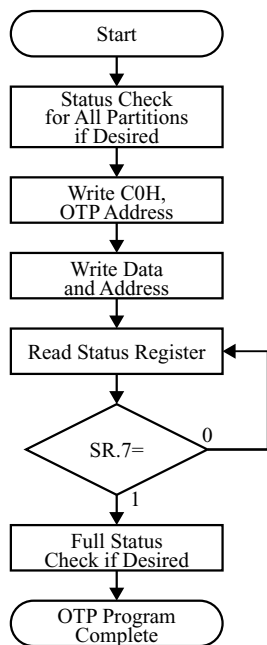 Start
Status Check
for All Partitions
if Desired
Write C0H,
OTP Address
Write Data
and Address
Read Status Register
SR.7=
0
1
Full Status
Check if Desired
OTP Program
Complete